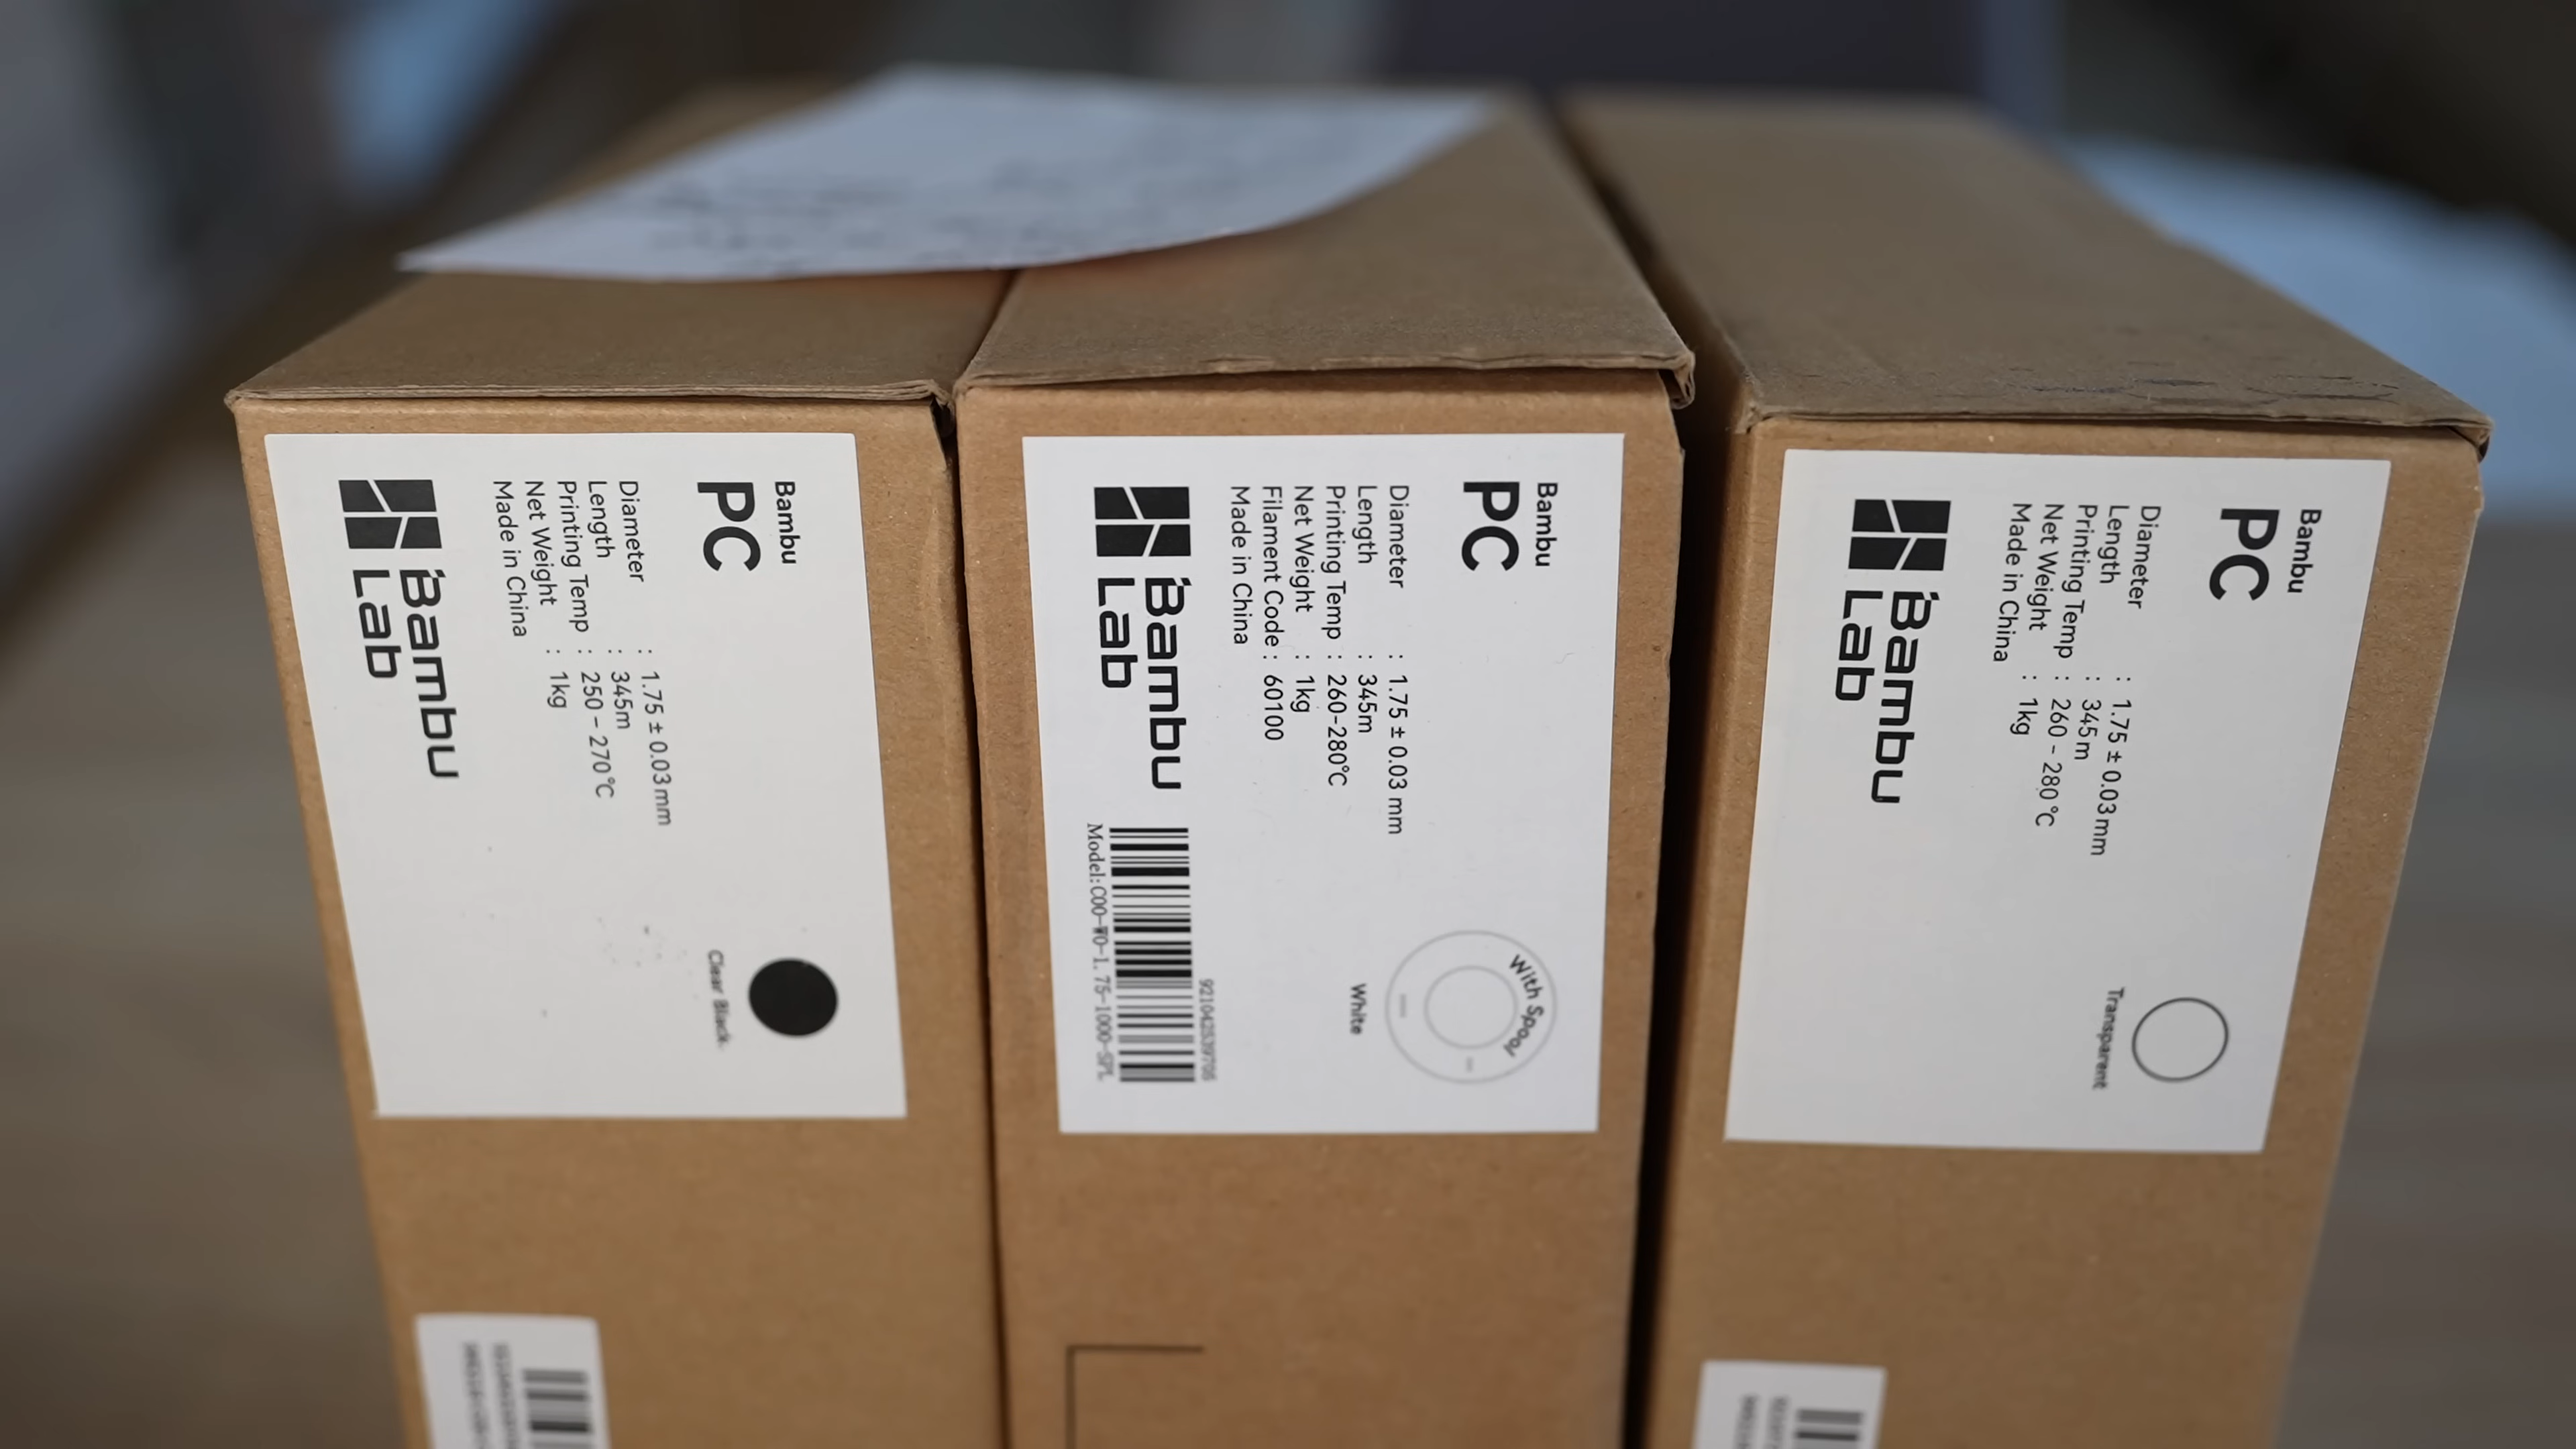 Bambu
PC
Diameter : 1.75 ± 0.03mm
Length : 345m
Printing Temp : 250 - 270°C
Net Weight : 1kg
Made in China
Bambu
Lab
Clear Black
Bambu
PC
Diameter : 1.75 ± 0.03 mm
Length : 345m
Printing Temp : 260-280°C
Net Weight : 1kg
Filament Code : 60100
Made in China
Bambu
Lab
With Spool
White
Model:C00-W0-1.75-1000-SPL
Bambu
PC
Diameter : 1.75 ± 0.03mm
Length : 345 m
Printing Temp : 260 - 280°C
Net Weight : 1kg
Made in China
Bambu
Lab
Transparent